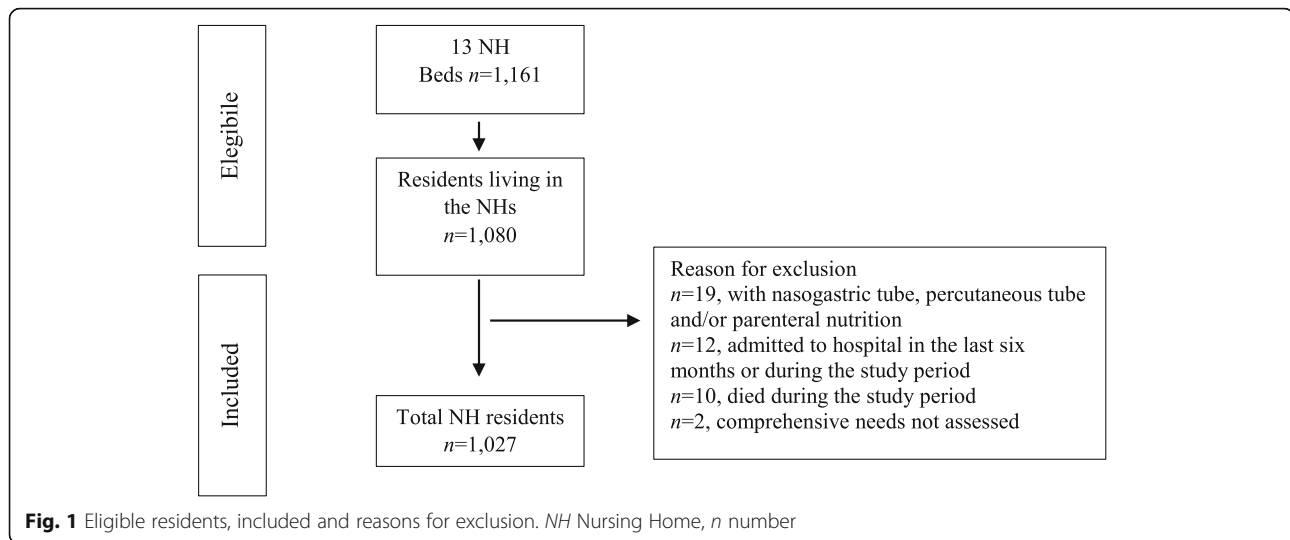 Elegibile
13 NH
Beds n=1,161
Residents living in
the NHs
n=1,080
Included
Reason for exclusion
n=19, with nasogastric tube, percutaneous tube
and/or parenteral nutrition
n=12, admitted to hospital in the last six
months or during the study period
n=10, died during the study period
n=2, comprehensive needs not assessed
Total NH residents
n=1,027
Fig. 1 Eligible residents, included and reasons for exclusion. NH Nursing Home, n number